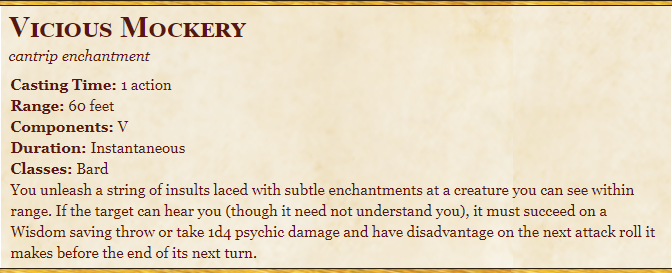 Vicious Mockery
cantrip enchantment
Casting Time: 1 action
Range: 60 feet
Components: V
Duration: Instantaneous
Classes: Bard
You unleash a string of insults laced with subtle enchantments at a creature you can see within
range. If the target can hear you (though it need not understand you), it must succeed on a
Wisdom saving throw or take 1d4 psychic damage and have disadvantage on the next attack roll it
makes before the end of its next turn.